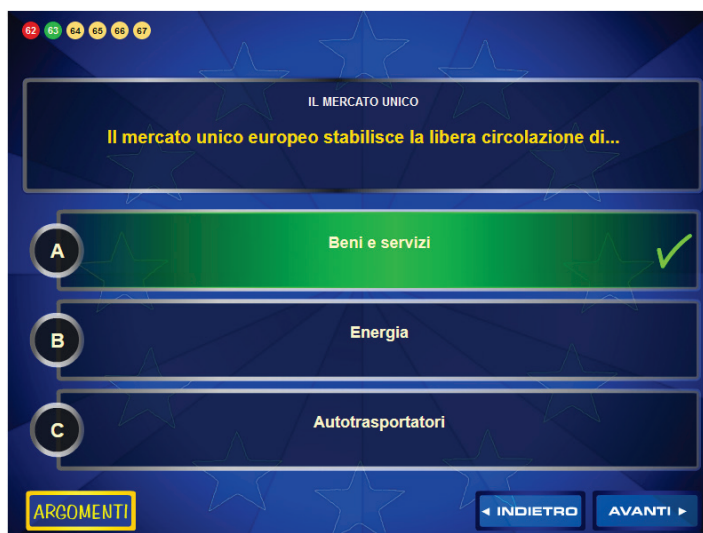 62 63 64 65 66 67
IL MERCATO UNICO
Il mercato unico europeo stabilisce la libera circolazione di...
A
Beni e servizi
B
Energia
C
Autotrasportatori
ARGOMENTI
◄ INDIETRO
AVANTI ►